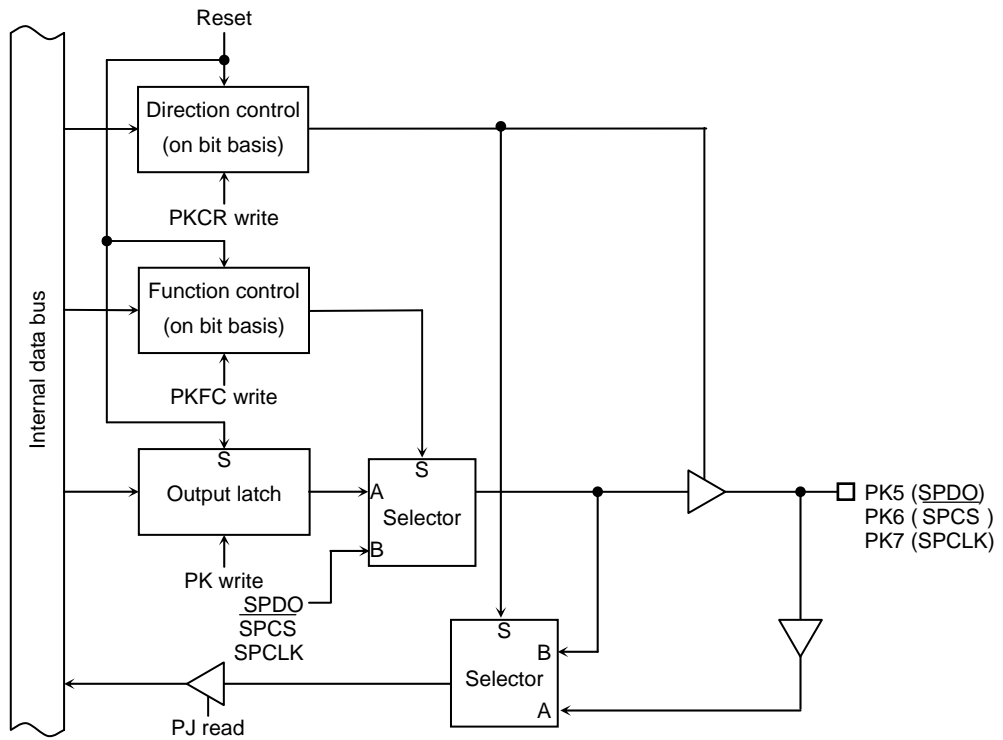 Reset
Direction control
(on bit basis)
PKCR write
Function control
(on bit basis)
PKFC write
Internal data bus
S
Output latch
PK write
S
A
Selector
B
SPDO
SPCS
SPCLK
PK5 (SPDO)
PK6 ( SPCS )
PK7 (SPCLK)
S
B
Selector
A
PJ read